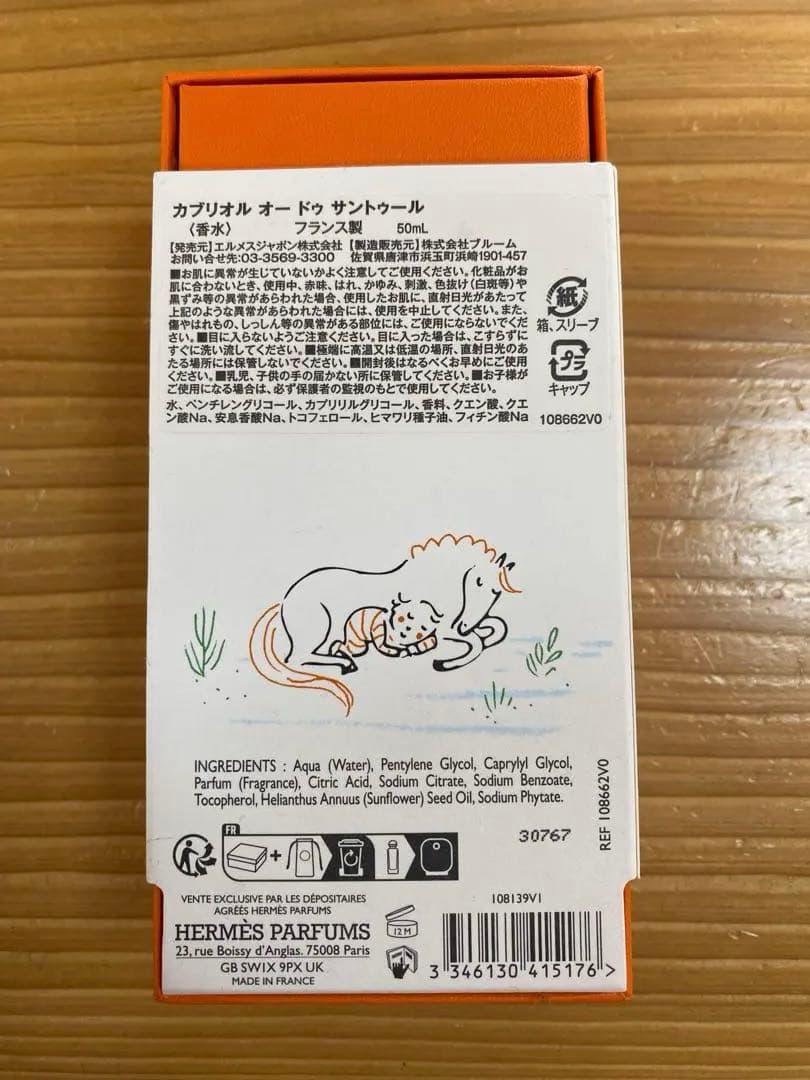 カブリオル オー ドゥ サントゥール
〈香水〉 フランス製 50mL
【発売元】エルメスジャポン株式会社 【製造販売元】株式会社ブルーム
お問い合せ先:03-3569-3300 佐賀県唐津市浜玉町浜崎1901-457
■お肌に異常が生じていないかよく注意してご使用ください。化粧品がお
肌に合わないとき、使用中、赤味、はれ、かゆみ、刺激、色抜け(白斑等)や
黒ずみ等の異常があらわれた場合、使用したお肌に、直射日光があたって
上記のような異常があらわれた場合には、使用を中止してください。また、
傷やはれもの、しっしん等の異常がある部位には、ご使用にならないでくだ
さい。■目に入らないようご注意ください。目に入った場合は、こすらずに
すぐに洗い流してください。■極端に高温又は低温の場所、直射日光のあ
たる場所には保管しないでください。■開封後はなるべくお早めにご使用
ください。■乳児、子供の手の届かない所に保管してください。■お子様が
ご使用になる場合は、必ず保護者の監視のもとで使用してください。
水、ペンチレングリコール、カプリリルグリコール、香料、クエン酸、クエ
ン酸Na、安息香酸Na、トコフェロール、ヒマワリ種子油、フィチン酸Na
紙
箱、スリーブ
プラ
キャップ
108662V0
INGREDIENTS : Aqua (Water), Pentylene Glycol, Caprylyl Glycol,
Parfum (Fragrance), Citric Acid, Sodium Citrate, Sodium Benzoate,
Tocopherol, Helianthus Annuus (Sunflower) Seed Oil, Sodium Phytate.
REF 108662V0
30767
FR
+
VENTE EXCLUSIVE PAR LES DÉPOSITAIRES
AGRÉÉS HERMÈS PARFUMS
HERMÈS PARFUMS
23, rue Boissy d'Anglas. 75008 Paris
GB SW1X 9PX UK
MADE IN FRANCE
12 M
108139V1
3 346130 415176 >